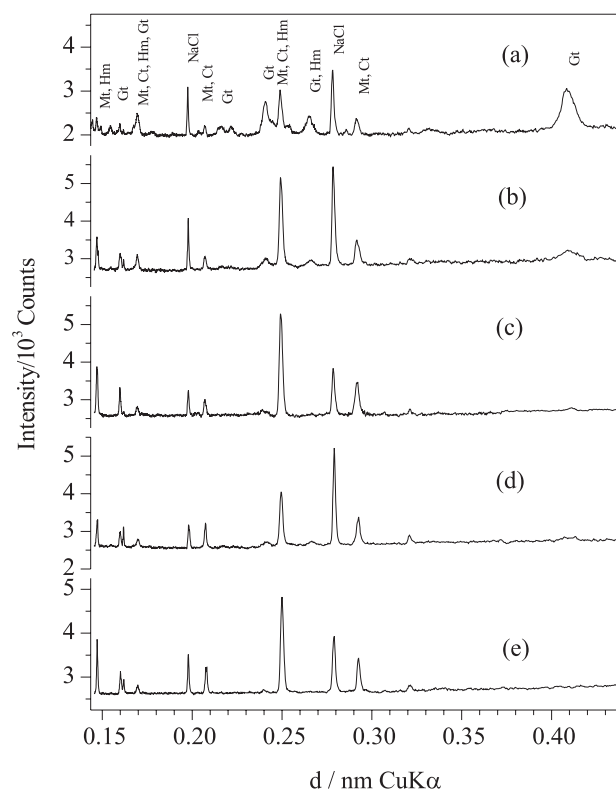 Mt, Hm
Gt
Mt, Ct, Hm, Gt
NaCl
Mt, Ct
Gt
Gt
Mt, Ct, Hm
Gt, Hm
NaCl
Mt, Ct
Gt
(a)
4
3
2
(b)
5
4
3
(c)
5
4
3
(d)
5
4
3
2
(e)
5
4
3
Intensity/10³ Counts
0.15 0.20 0.25 0.30 0.35 0.40
d / nm CuKα